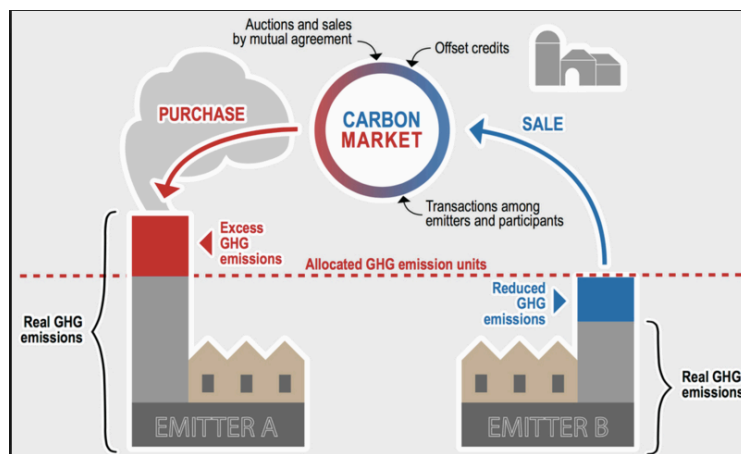 Auctions and sales
by mutual agreement
Offset credits
PURCHASE
CARBON
MARKET
SALE
Transactions among
emitters and participants
Excess
GHG
emissions
Allocated GHG emission units
Reduced
GHG
emissions
Real GHG
emissions
Real GHG
emissions
EMITTER A
EMITTER B